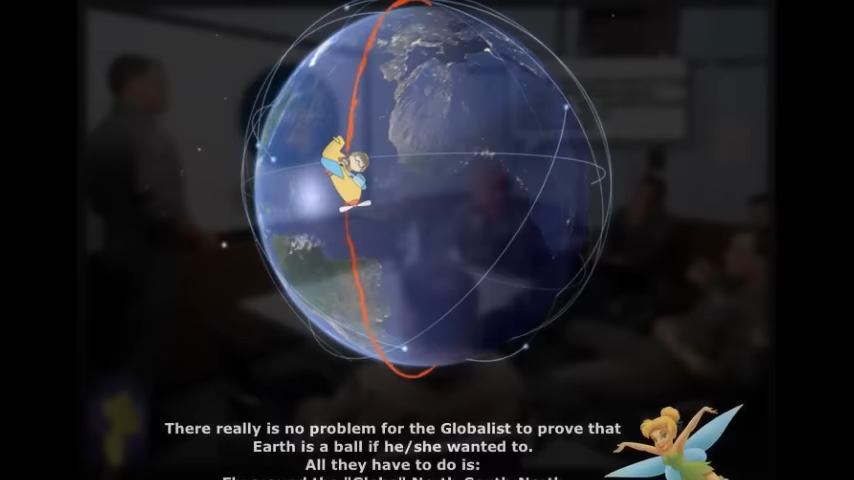 There really is no problem for the Globalist to prove that
Earth is a ball if he/she wanted to.
All they have to do is: